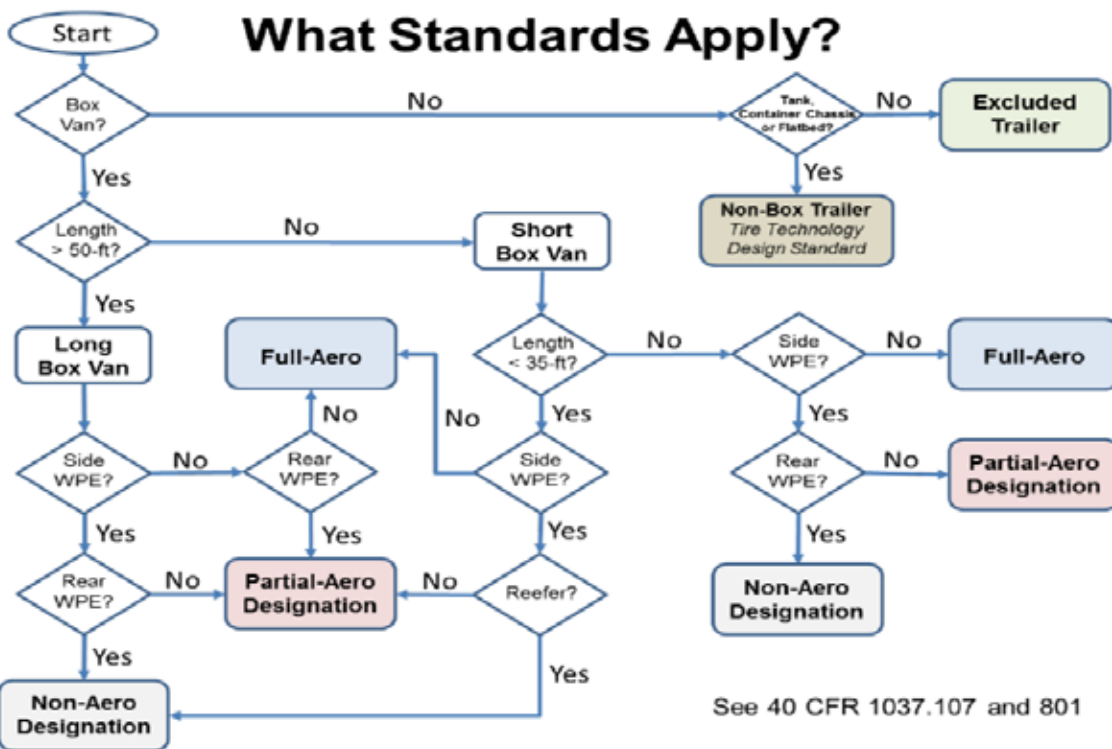 Start
What Standards Apply?
Box
Van?
No
Tank,
Container Chassis
or Flatbed?
No
Excluded
Trailer
Yes
Yes
Non-Box Trailer
Tire Technology
Design Standard
Length
> 50-ft?
No
Short
Box Van
Yes
Long
Box Van
Full-Aero
Length
< 35-ft?
No
Side
WPE?
No
Full-Aero
No
No
Yes
Yes
Side
WPE?
No
Rear
WPE?
Side
WPE?
Rear
WPE?
No
Partial-Aero
Designation
Yes
Yes
Yes
Yes
Rear
WPE?
No
Partial-Aero
Designation
No
Reefer?
Non-Aero
Designation
Yes
Yes
Non-Aero
Designation
See 40 CFR 1037.107 and 801